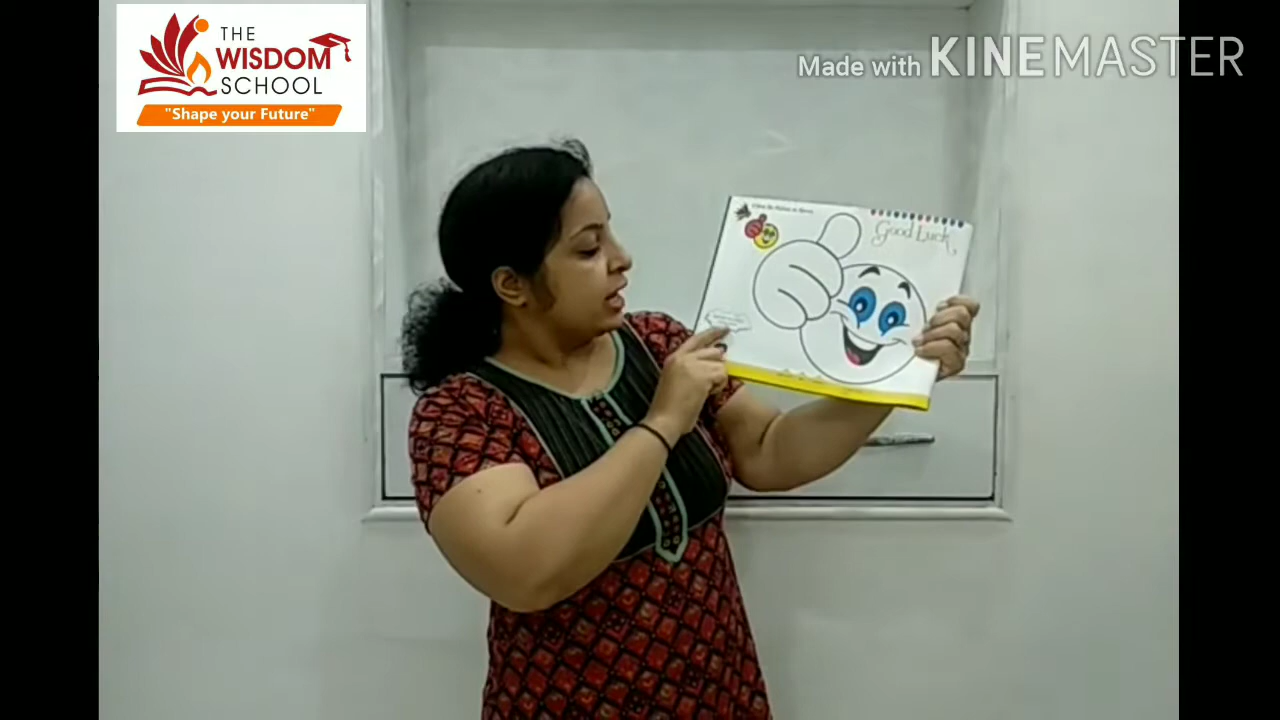 THE
WISDOM
SCHOOL
"Shape your Future"
Made with KINEMASTER
Good Luck